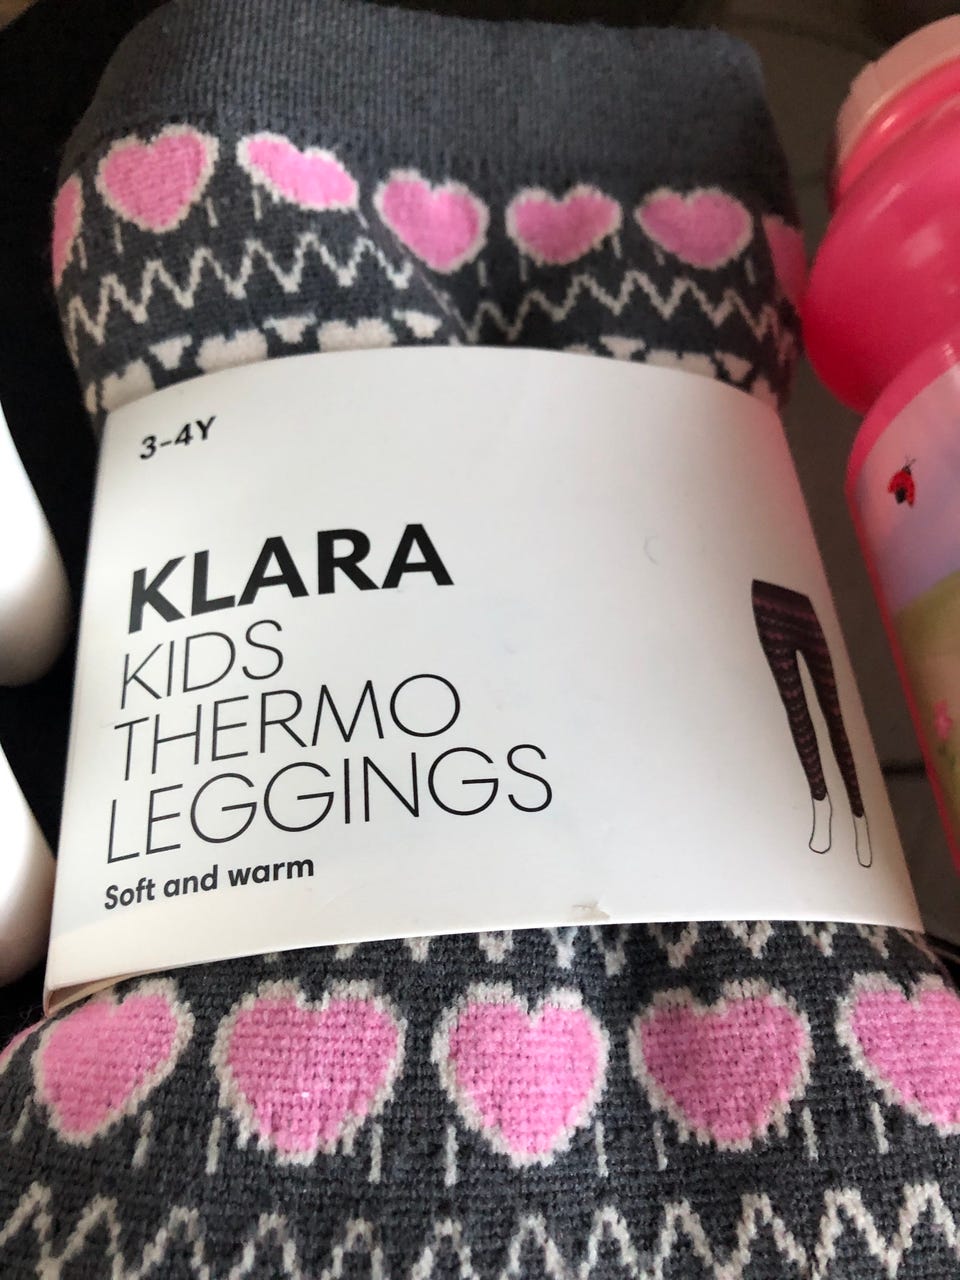 3-4Y
KLARA
KIDS
THERMO
LEGGINGS
Soft and warm